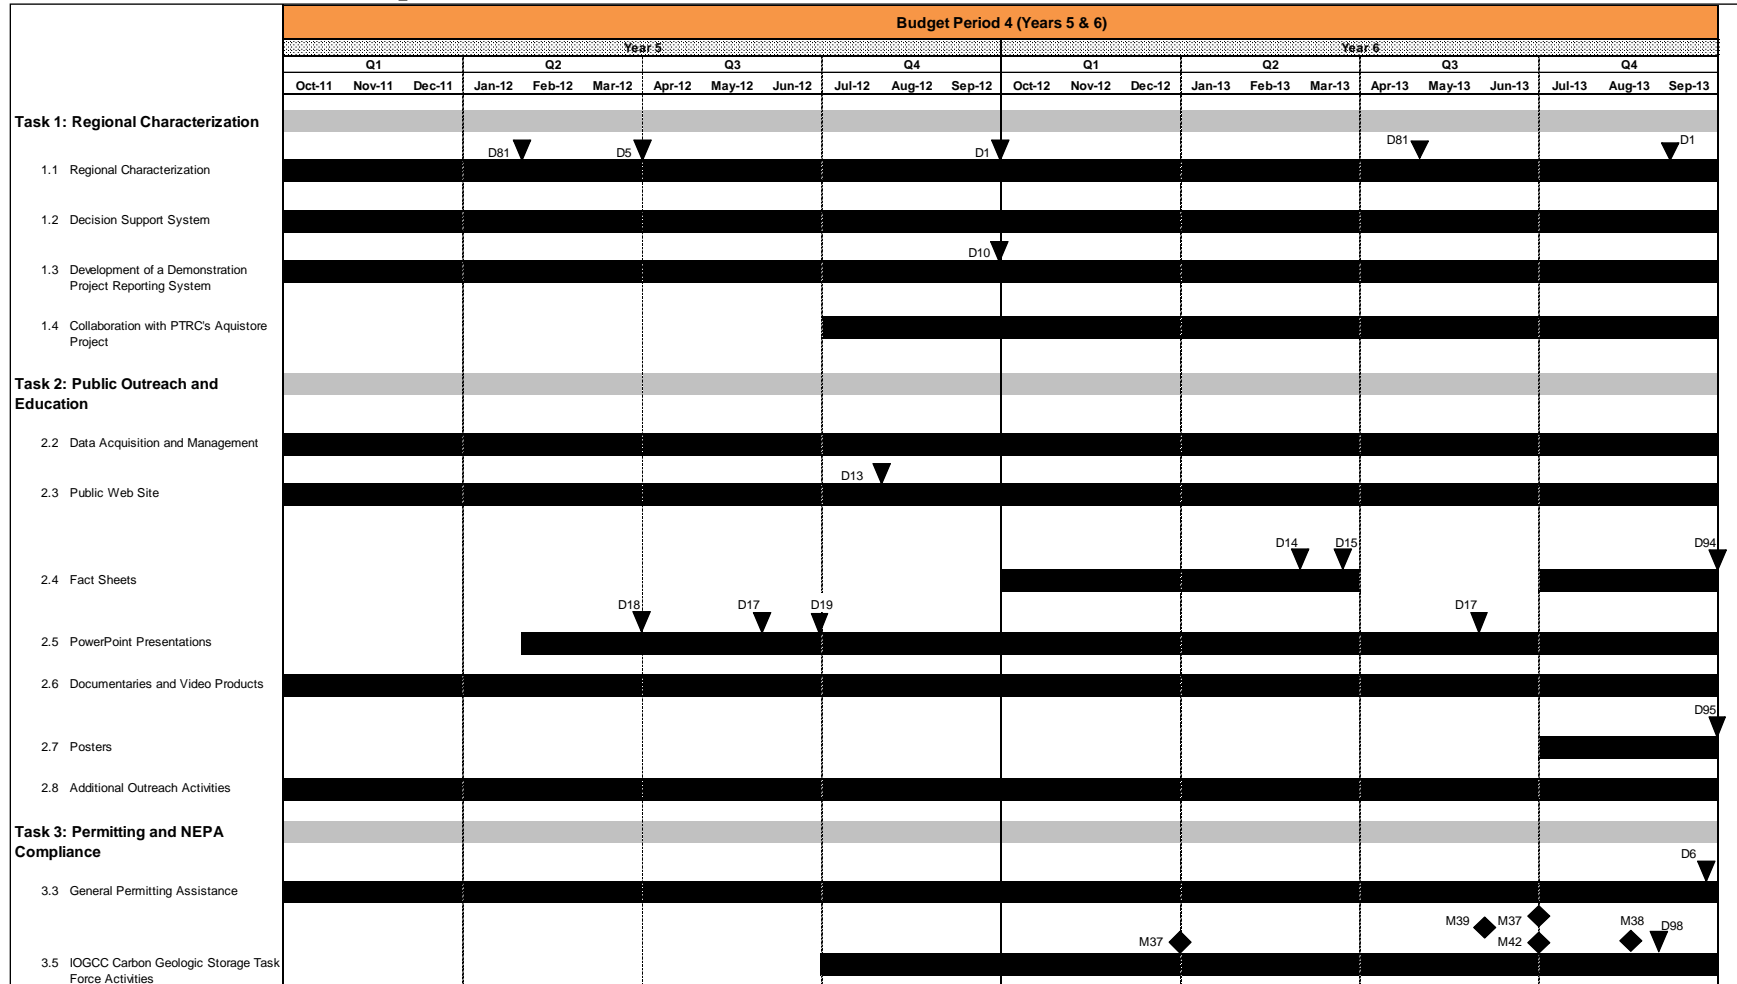 Budget Period 4 (Years 5 & 6)
Year 5 Year 6
Q1 Q2 Q3 Q4 Q1 Q2 Q3 Q4
Oct-11 Nov-11 Dec-11 Jan-12 Feb-12 Mar-12 Apr-12 May-12 Jun-12 Jul-12 Aug-12 Sep-12 Oct-12 Nov-12 Dec-12 Jan-13 Feb-13 Mar-13 Apr-13 May-13 Jun-13 Jul-13 Aug-13 Sep-13
Task 1: Regional Characterization
D81 D5 D1 D81 D1
1.1 Regional Characterization
1.2 Decision Support System
D10
1.3 Development of a Demonstration
Project Reporting System
1.4 Collaboration with PTRC's Aquistore
Project
Task 2: Public Outreach and
Education
2.2 Data Acquisition and Management
D13
2.3 Public Web Site
D14 D15 D94
2.4 Fact Sheets
D18 D17 D19 D17
2.5 PowerPoint Presentations
2.6 Documentaries and Video Products
D95
2.7 Posters
2.8 Additional Outreach Activities
Task 3: Permitting and NEPA
Compliance
D6
3.3 General Permitting Assistance
M39 M37 M38 D98
M37 M42
3.5 IOGCC Carbon Geologic Storage Task
Force Activities